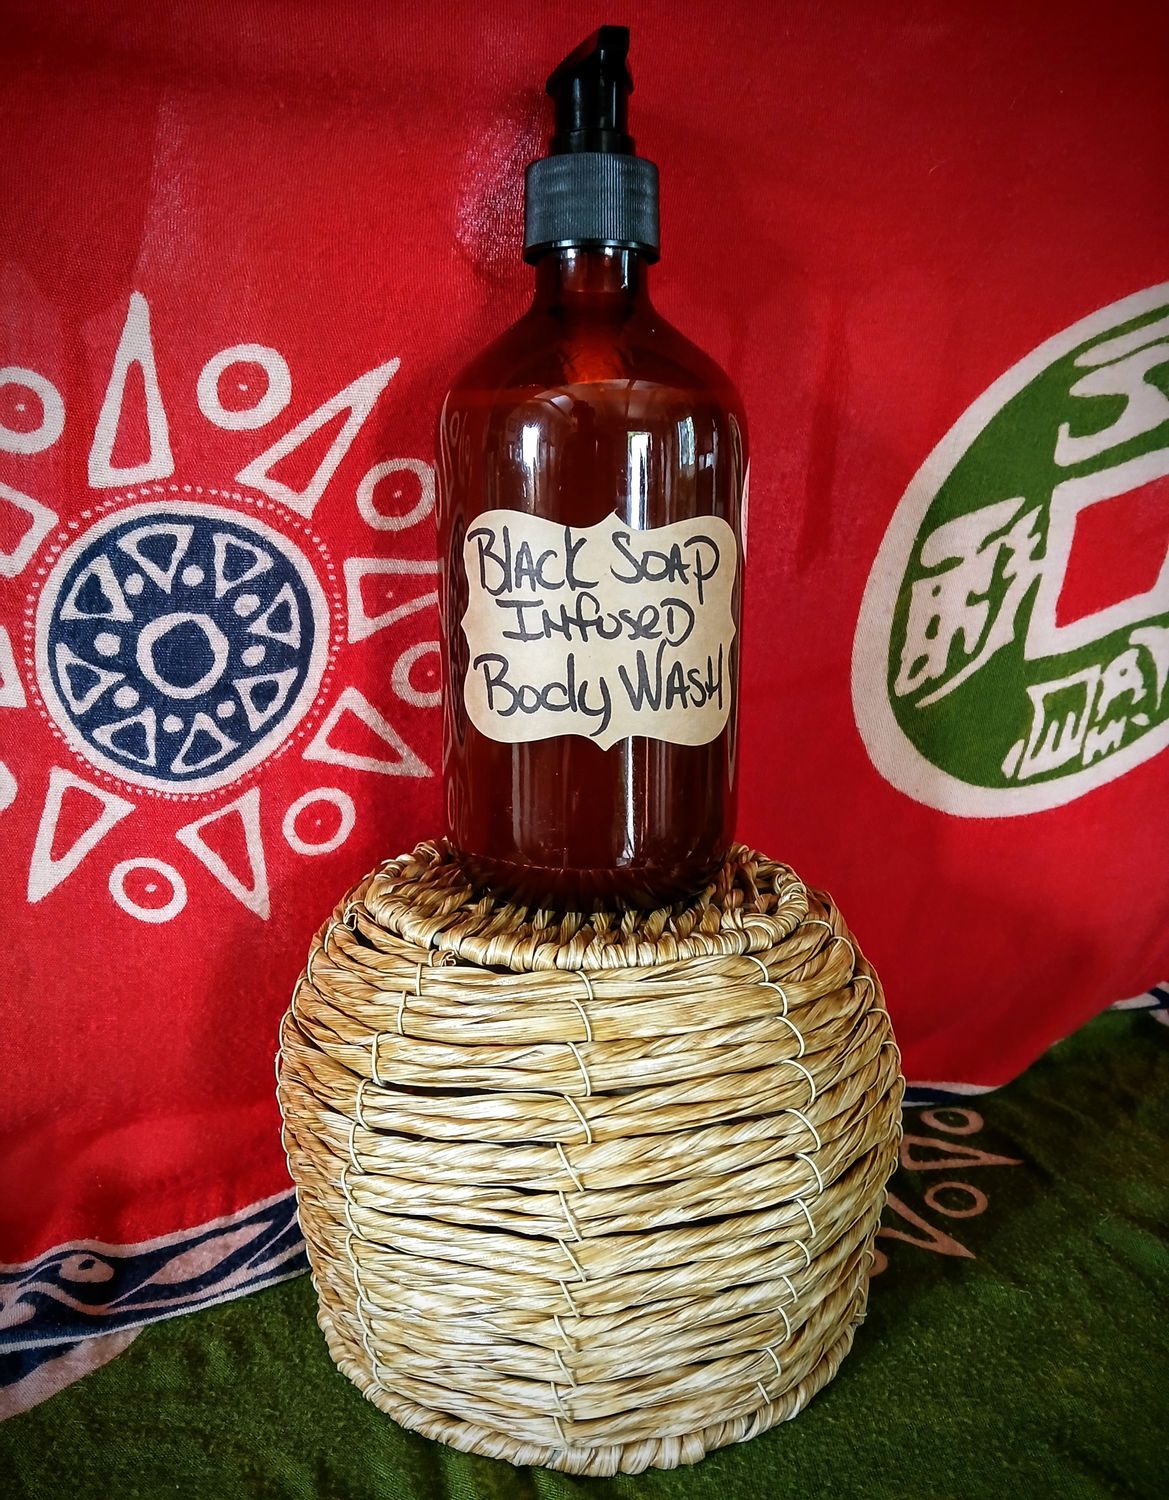 Black Soap
Infused
Body Wash